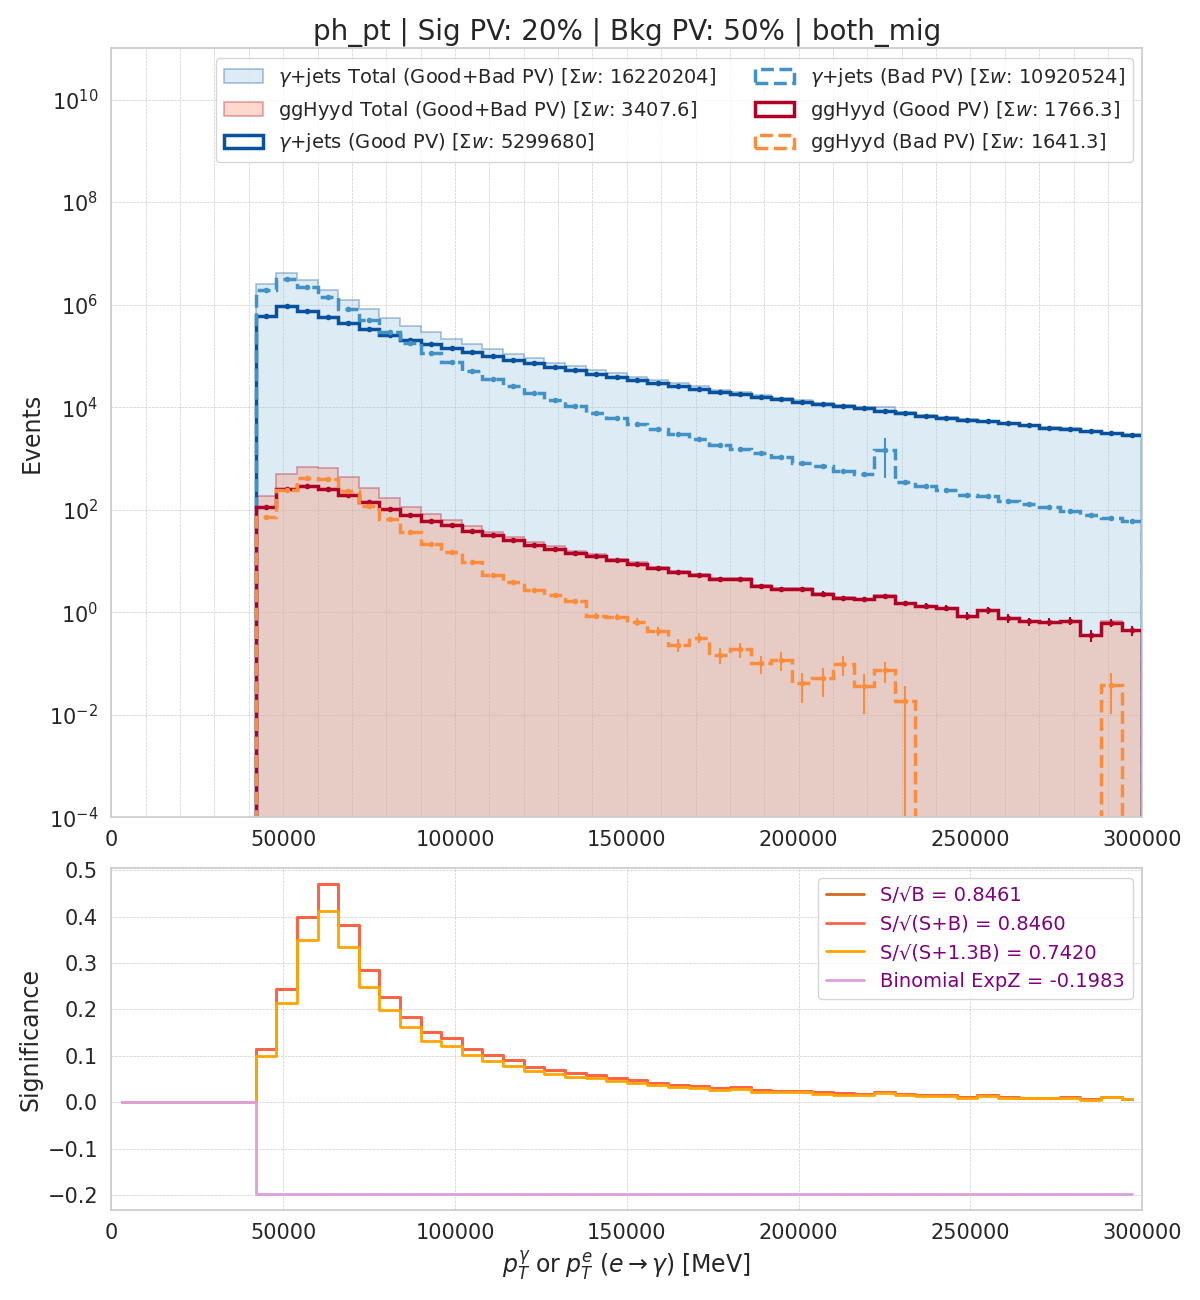 ph_pt | Sig PV: 20% | Bkg PV: 50% | both_mig
γ+jets Total (Good+Bad PV) [Σw: 16220204]
ggHyyd Total (Good+Bad PV) [Σw: 3407.6]
γ+jets (Good PV) [Σw: 5299680]
γ+jets (Bad PV) [Σw: 10920524]
ggHyyd (Good PV) [Σw: 1766.3]
ggHyyd (Bad PV) [Σw: 1641.3]
Events
10^10
10^8
10^6
10^4
10^2
10^0
10^−2
10^−4
0 50000 100000 150000 200000 250000 300000
Significance
0.5
0.4
0.3
0.2
0.1
0.0
−0.1
−0.2
S/√B = 0.8461
S/√(S+B) = 0.8460
S/√(S+1.3B) = 0.7420
Binomial ExpZ = -0.1983
0 50000 100000 150000 200000 250000 300000
p_T^γ or p_T^e (e→γ) [MeV]